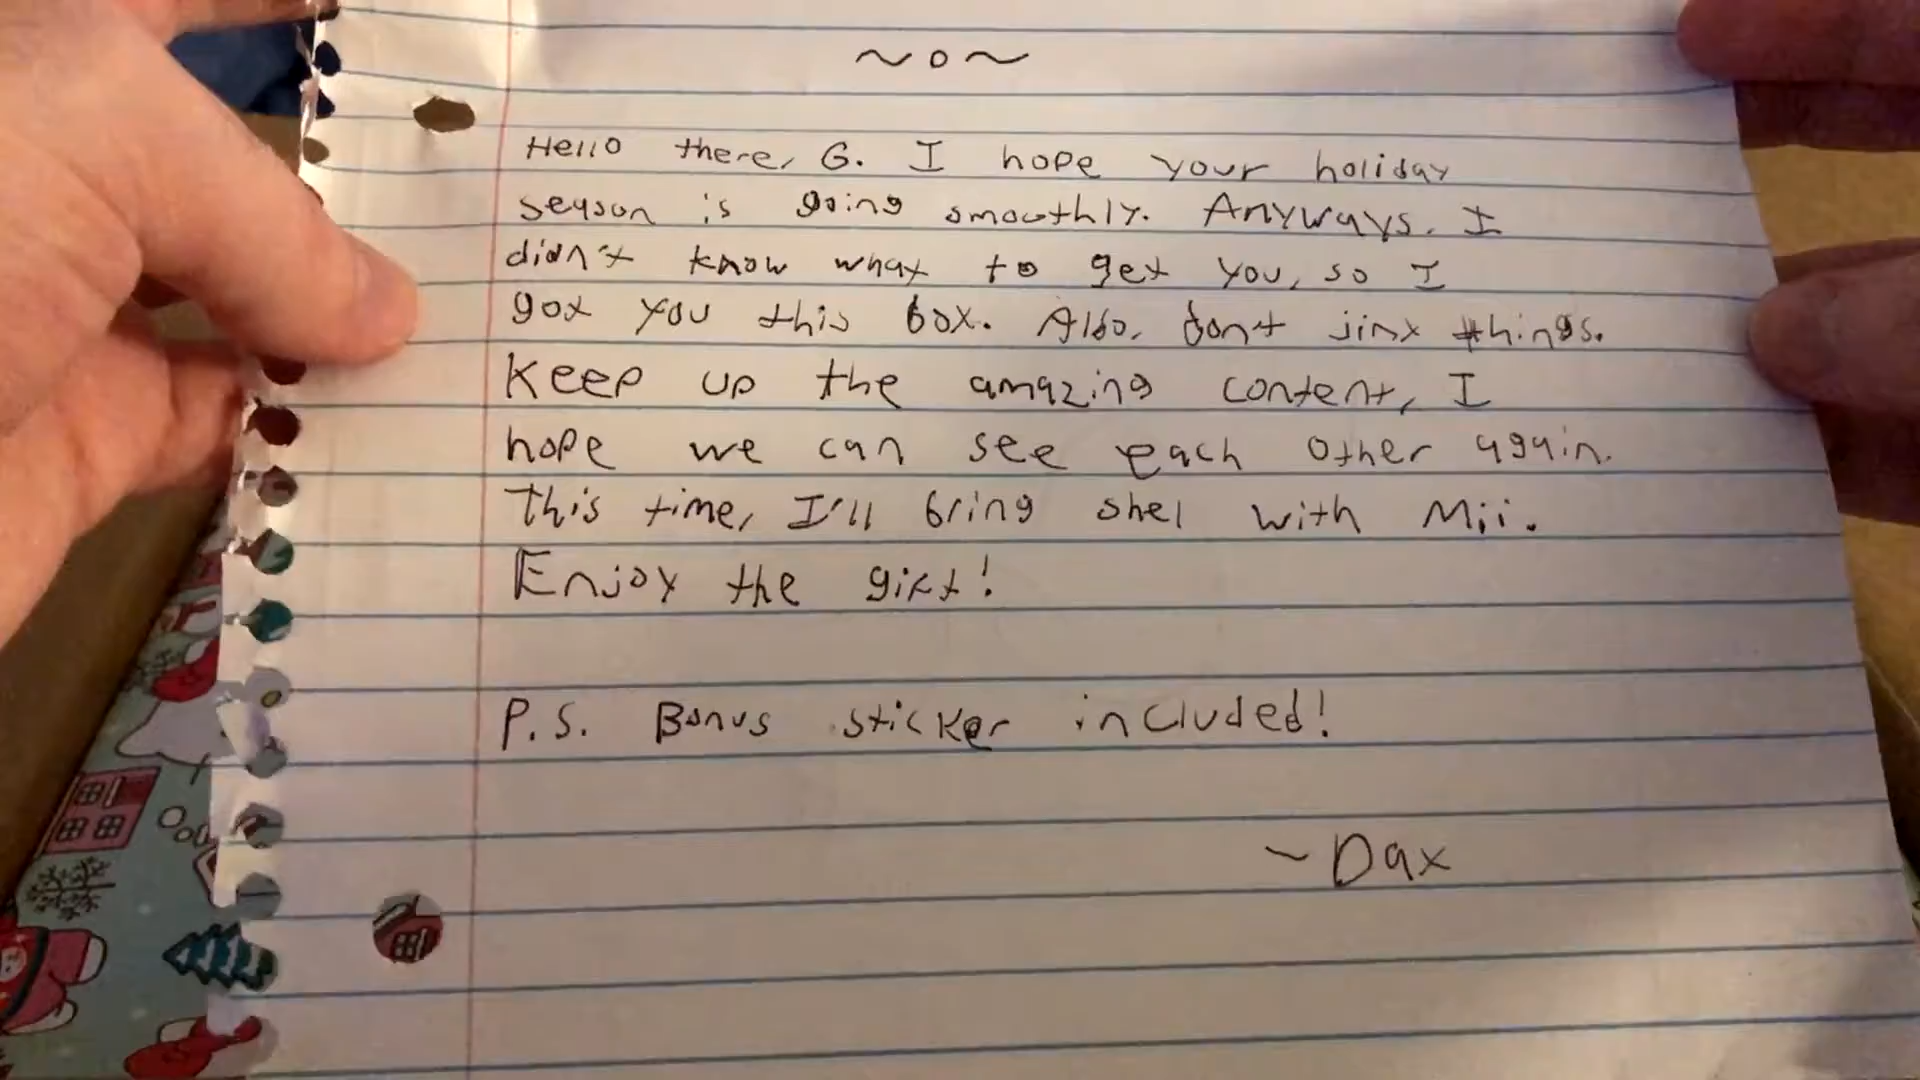 ~o~
Hello there, G. I hope your holiday
season is going smoothly. Anyways, I
didn't know what to get you, so I
got you this box. Also, don't jinx things.
Keep up the amazing content, I
hope we can see each other again.
This time, I'll bring shel with Mii.
Enjoy the gift!
P.S. Bonus sticker included!
~Dax